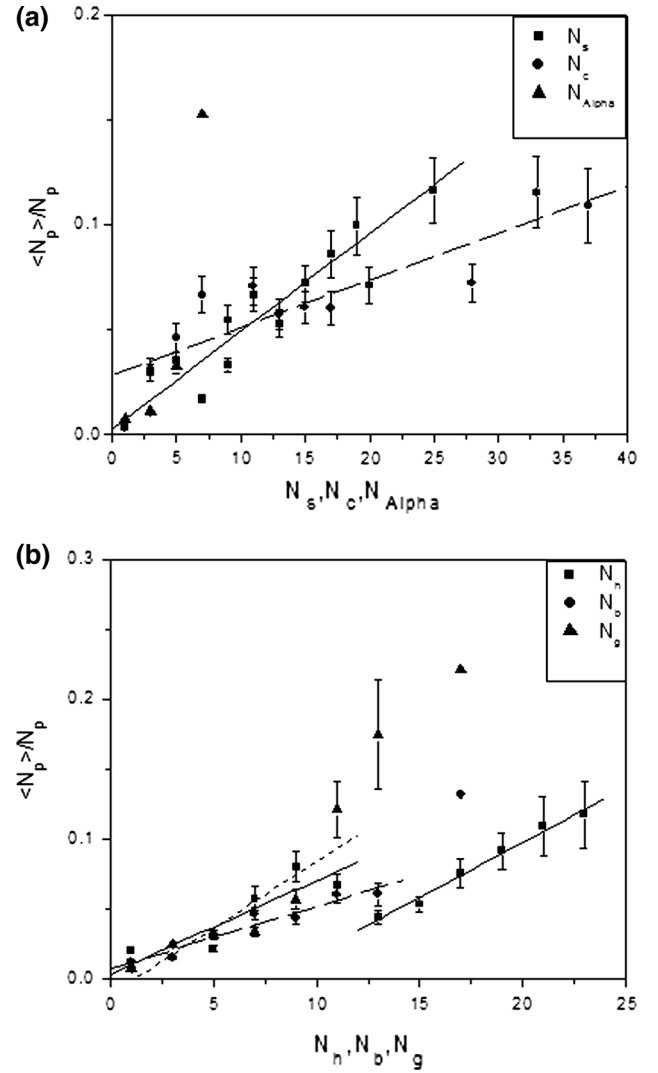 (a)
0.2
0.1
0.0
<N_p>/N_p
N_s
N_c
N_Alpha
0 5 10 15 20 25 30 35 40
N_s, N_c, N_Alpha
(b)
0.3
0.2
0.1
0.0
<N_p>/N_p
N_h
N_b
N_g
0 5 10 15 20 25
N_h, N_b, N_g